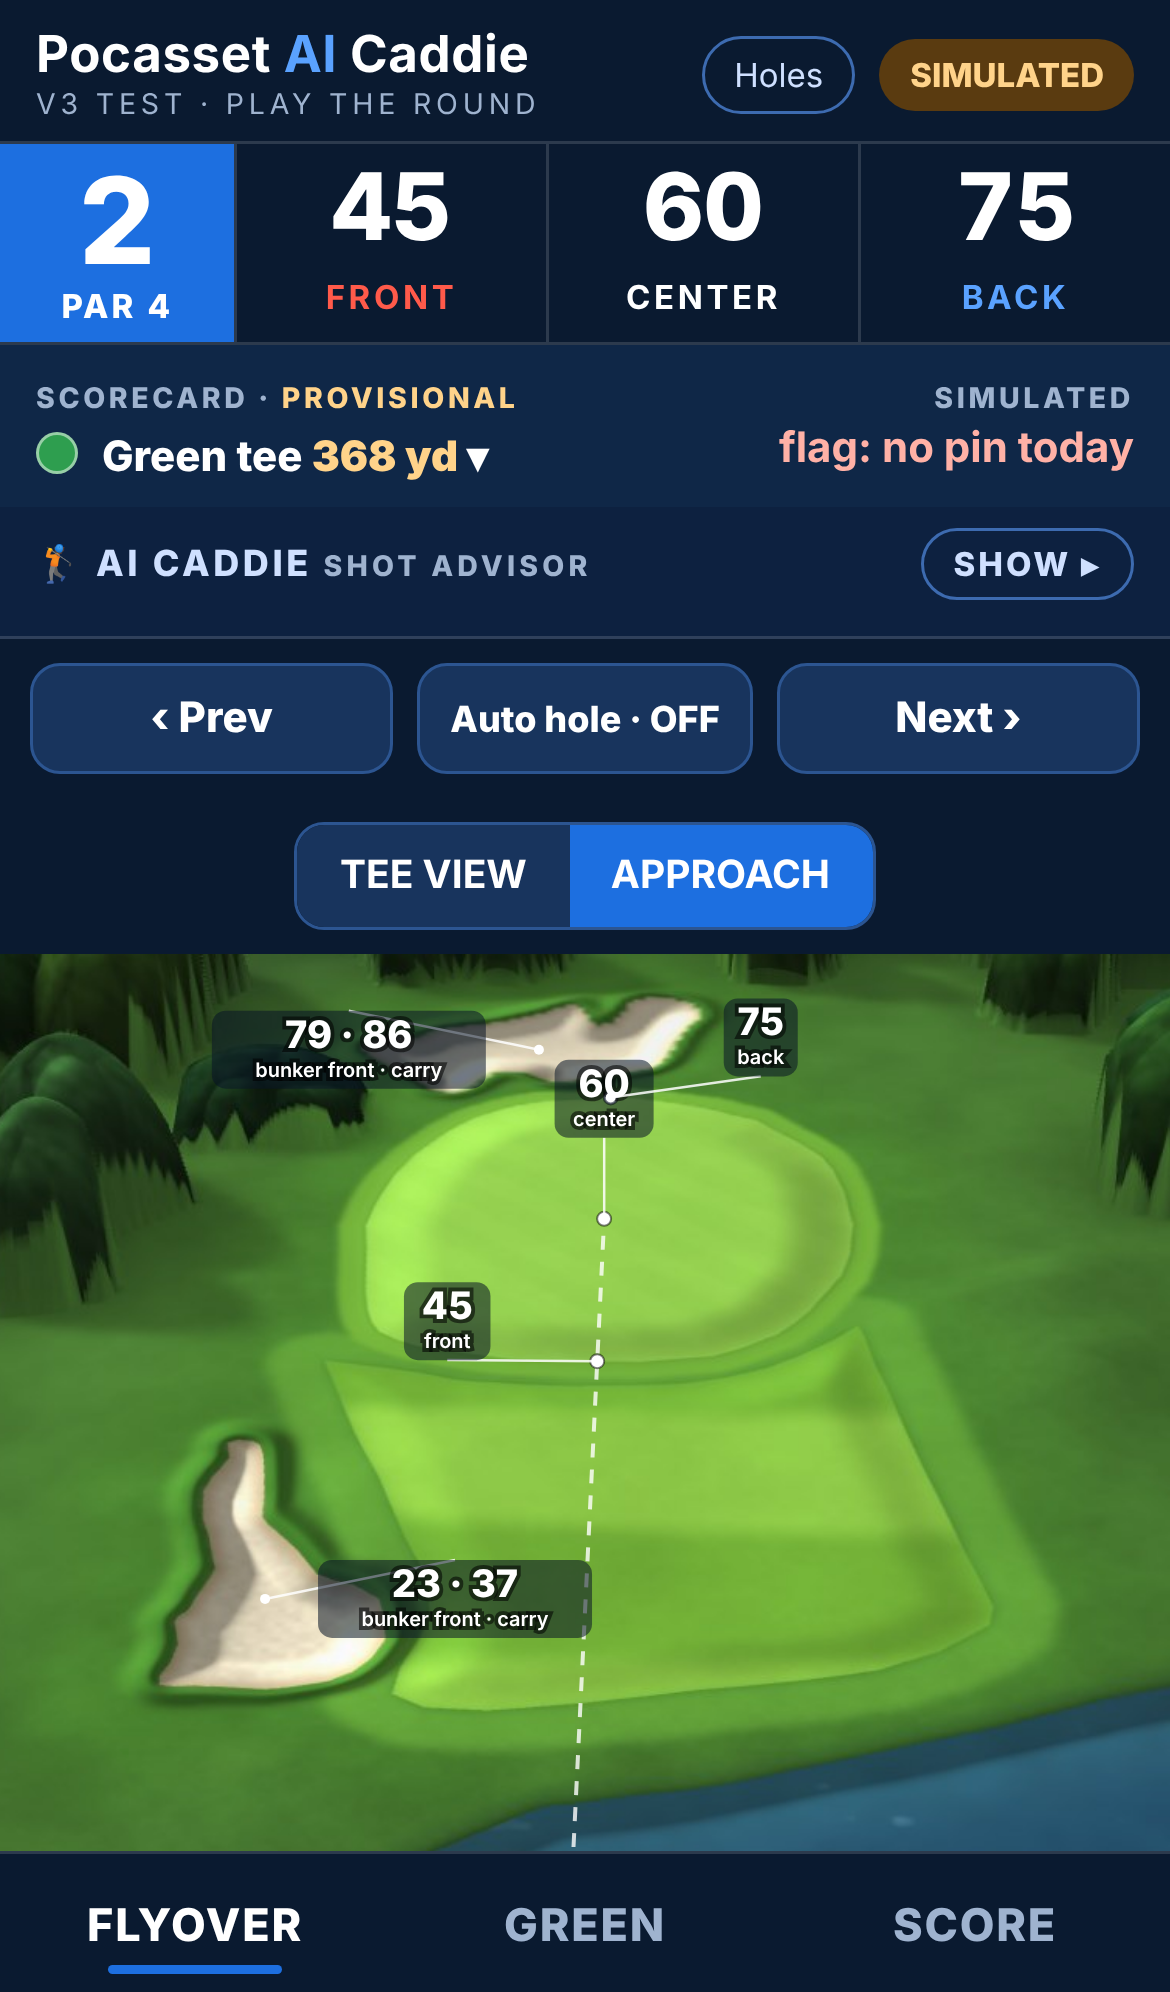 Pocasset AI Caddie
V3 TEST · PLAY THE ROUND
Holes
SIMULATED
2
PAR 4
45
FRONT
60
CENTER
75
BACK
SCORECARD · PROVISIONAL
Green tee 368 yd ▾
SIMULATED
flag: no pin today
AI CADDIE SHOT ADVISOR
SHOW ▸
‹ Prev
Auto hole · OFF
Next ›
TEE VIEW
APPROACH
79 · 86
bunker front · carry
75
back
60
center
45
front
23 · 37
bunker front · carry
FLYOVER
GREEN
SCORE